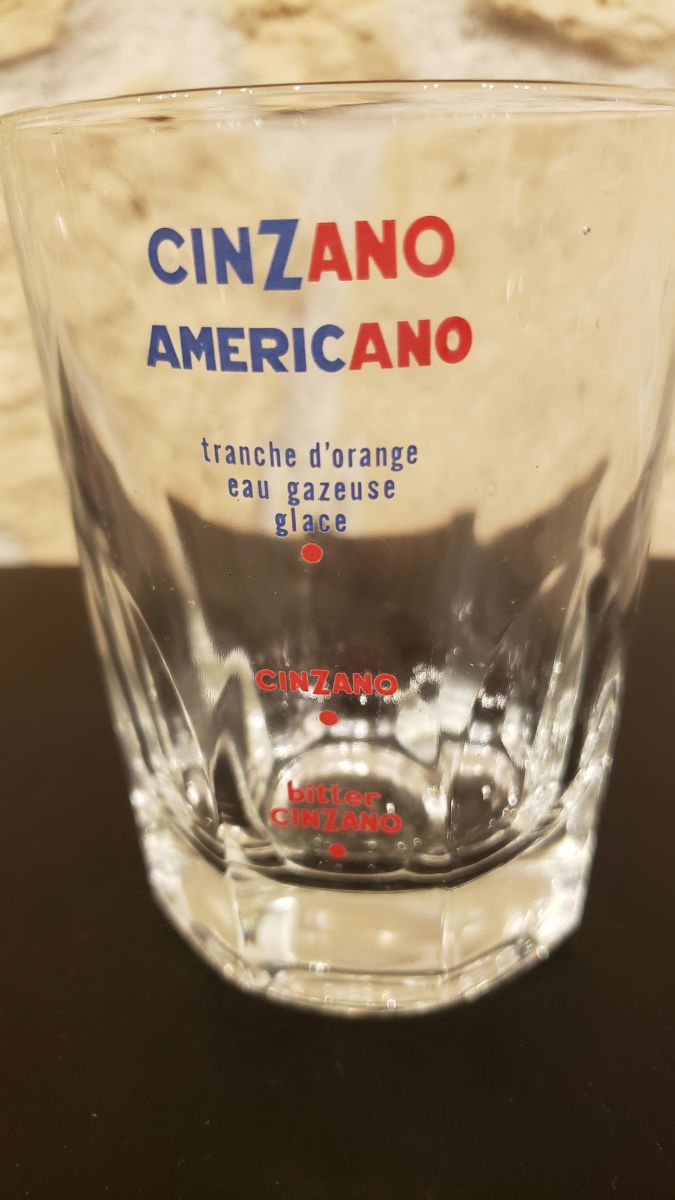 CINZANO
AMERICANO
tranche d'orange
eau gazeuse
glace
CINZANO
bitter
CINZANO